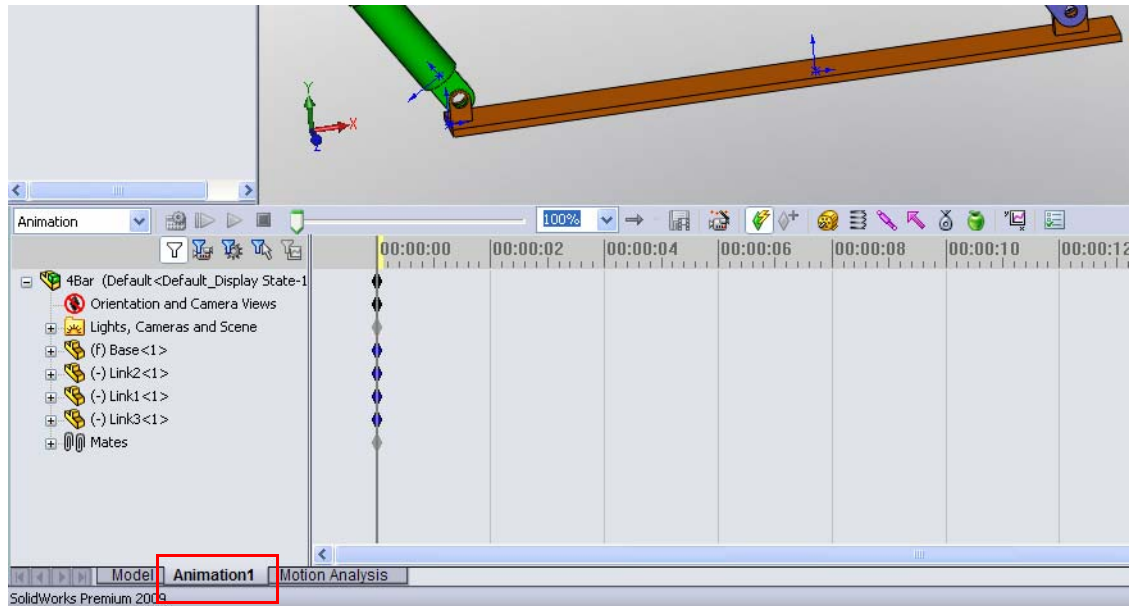 Y
X
Z
Animation 100%
00:00:00 00:00:02 00:00:04 00:00:06 00:00:08 00:00:10 00:00:12
4Bar (Default<Default_Display State-1
Orientation and Camera Views
Lights, Cameras and Scene
(f) Base<1>
(-) Link2<1>
(-) Link1<1>
(-) Link3<1>
Mates
Model Animation1 Motion Analysis
SolidWorks Premium 2009